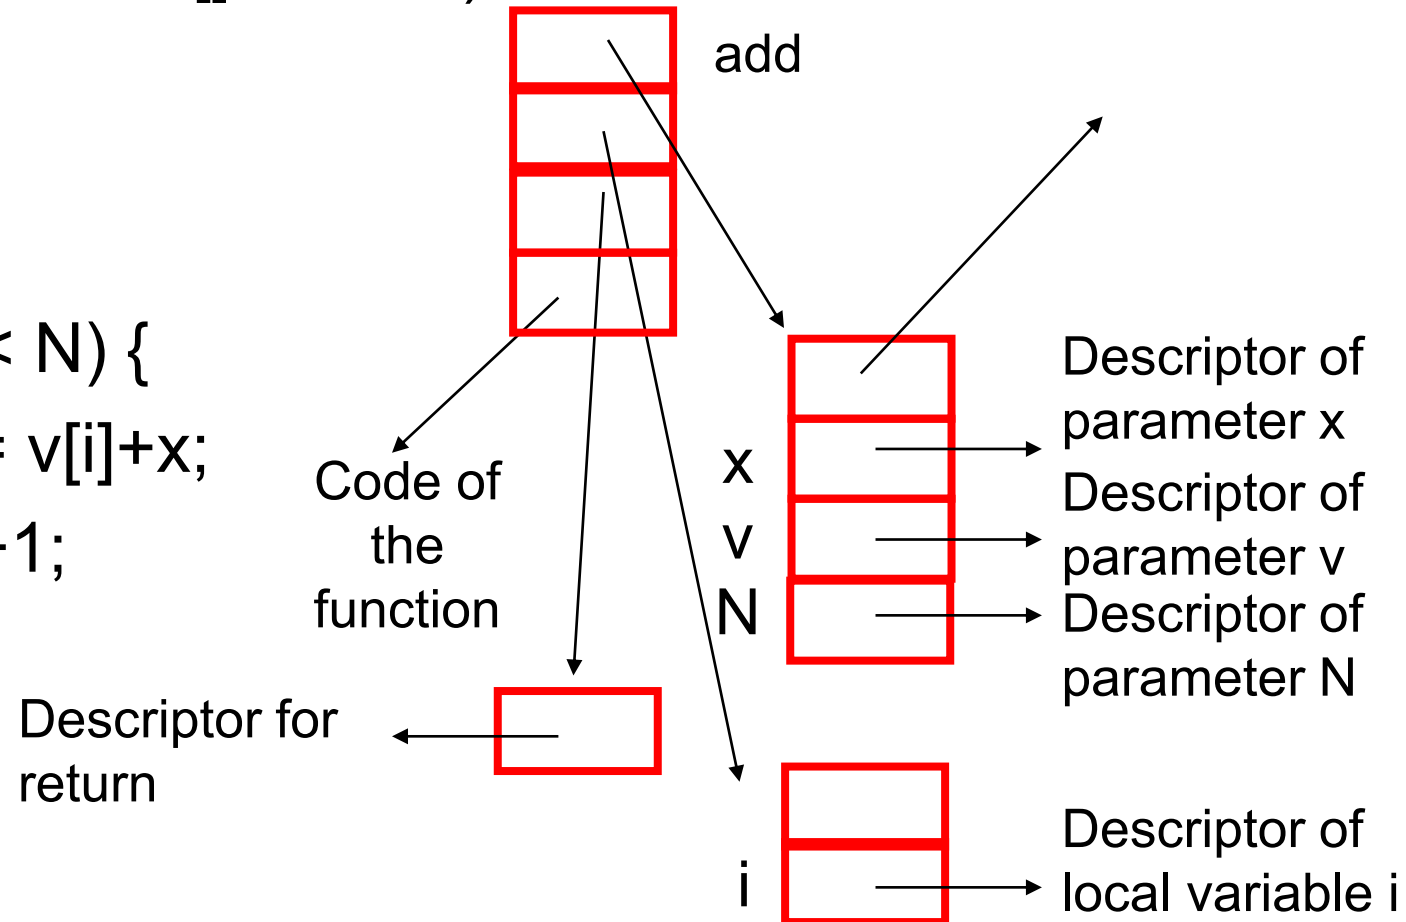 add
< N) {
= v[i]+x;
+1;
Code of
the
function
Descriptor for
return
x
v
N
i
Descriptor of
parameter x
Descriptor of
parameter v
Descriptor of
parameter N
Descriptor of
local variable i